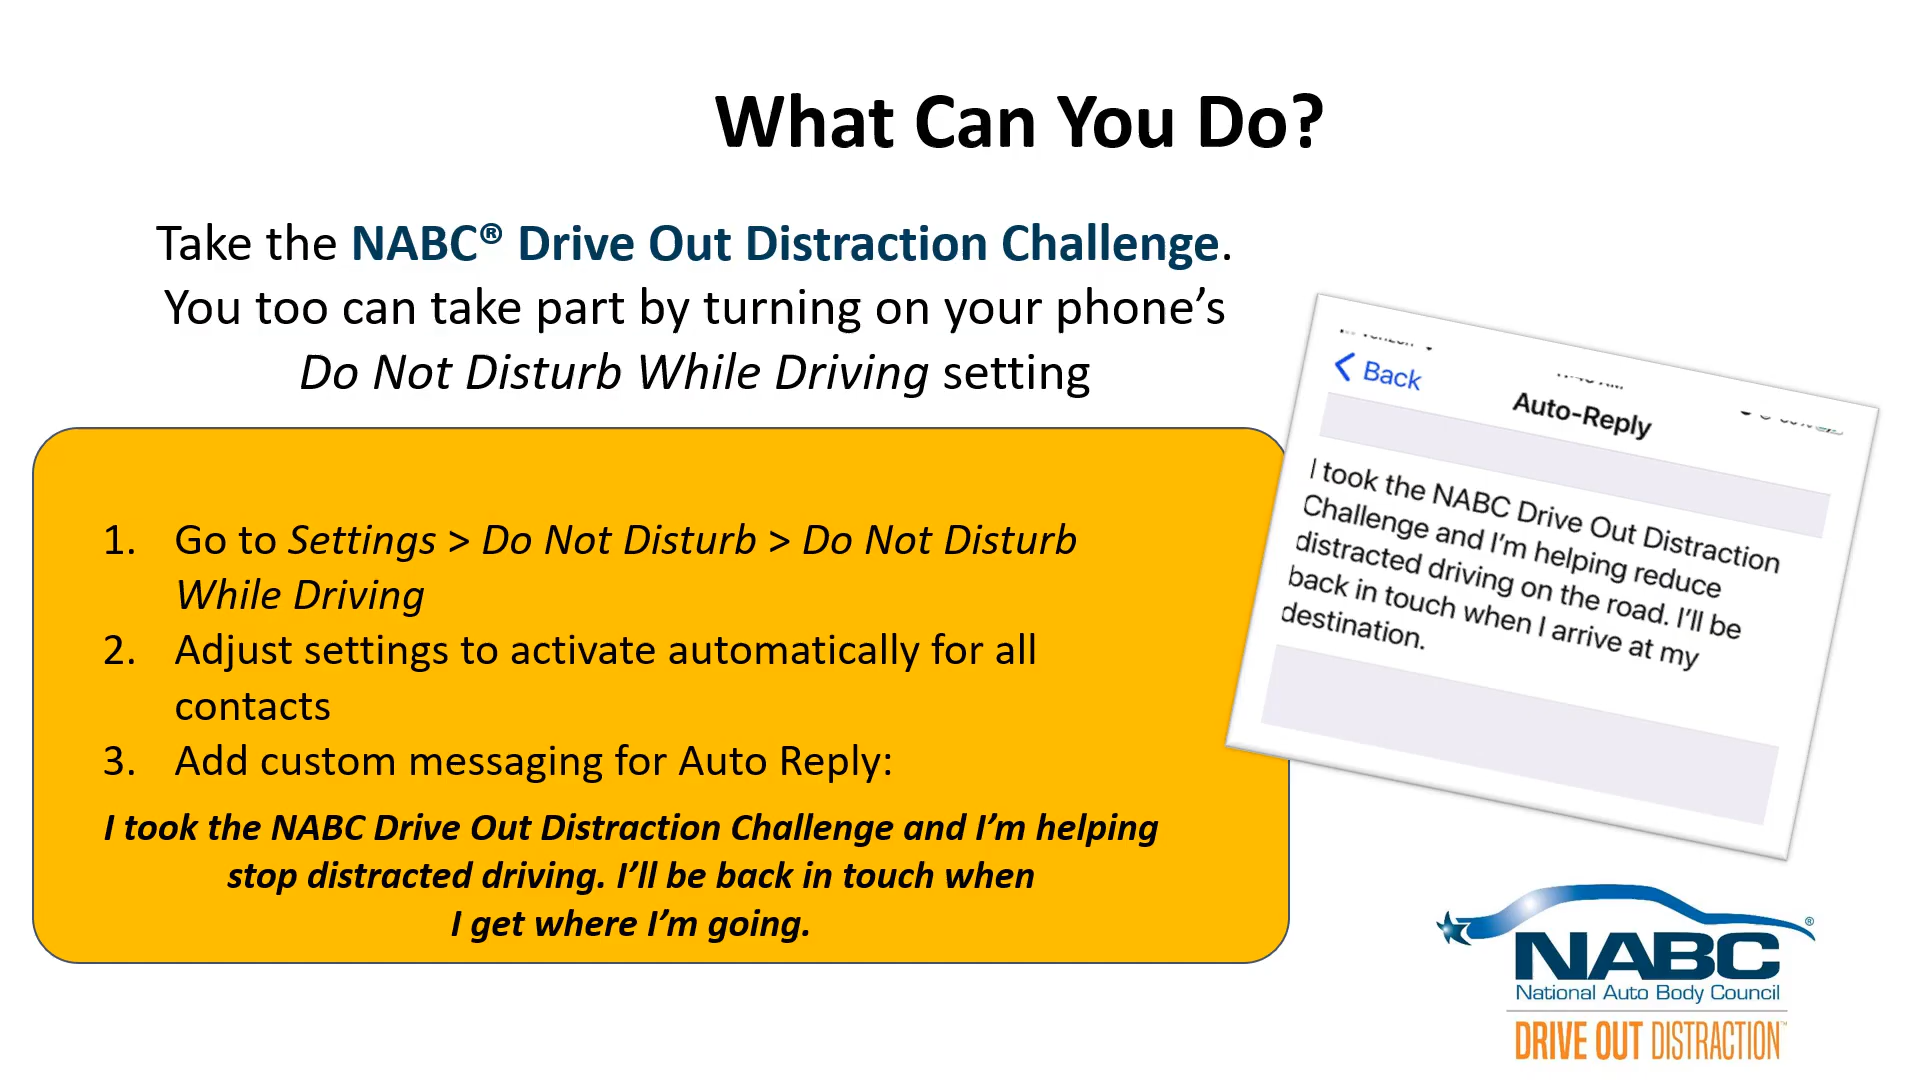 What Can You Do?
Take the NABC® Drive Out Distraction Challenge.
You too can take part by turning on your phone’s
Do Not Disturb While Driving setting
1. Go to Settings > Do Not Disturb > Do Not Disturb
While Driving
2. Adjust settings to activate automatically for all
contacts
3. Add custom messaging for Auto Reply:
I took the NABC Drive Out Distraction Challenge and I’m helping
stop distracted driving. I’ll be back in touch when
I get where I’m going.
Back
Auto-Reply
I took the NABC Drive Out Distraction
Challenge and I’m helping reduce
distracted driving on the road. I’ll be
back in touch when I arrive at my
destination.
NABC®
National Auto Body Council
DRIVE OUT DISTRACTION™